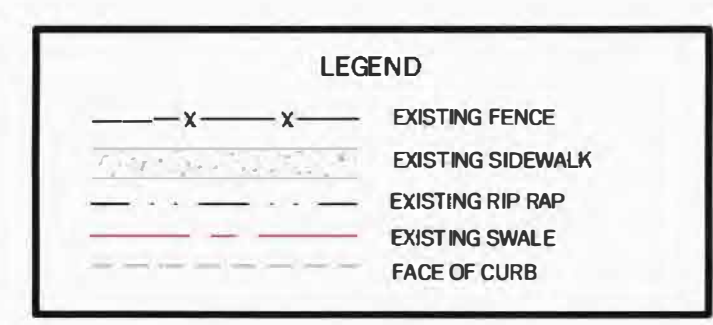 LEGEND
X X EXISTING FENCE
EXISTING SIDEWALK
EXISTING RIP RAP
EXISTING SWALE
FACE OF CURB